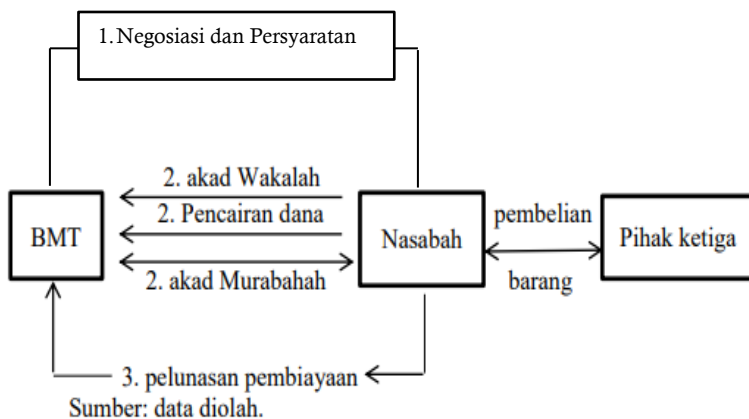 1. Negosiasi dan Persyaratan
2. akad Wakalah
2. Pencairan dana
2. akad Murabahah
BMT
Nasabah
pembelian
barang
Pihak ketiga
3. pelunasan pembiayaan
Sumber: data diolah.